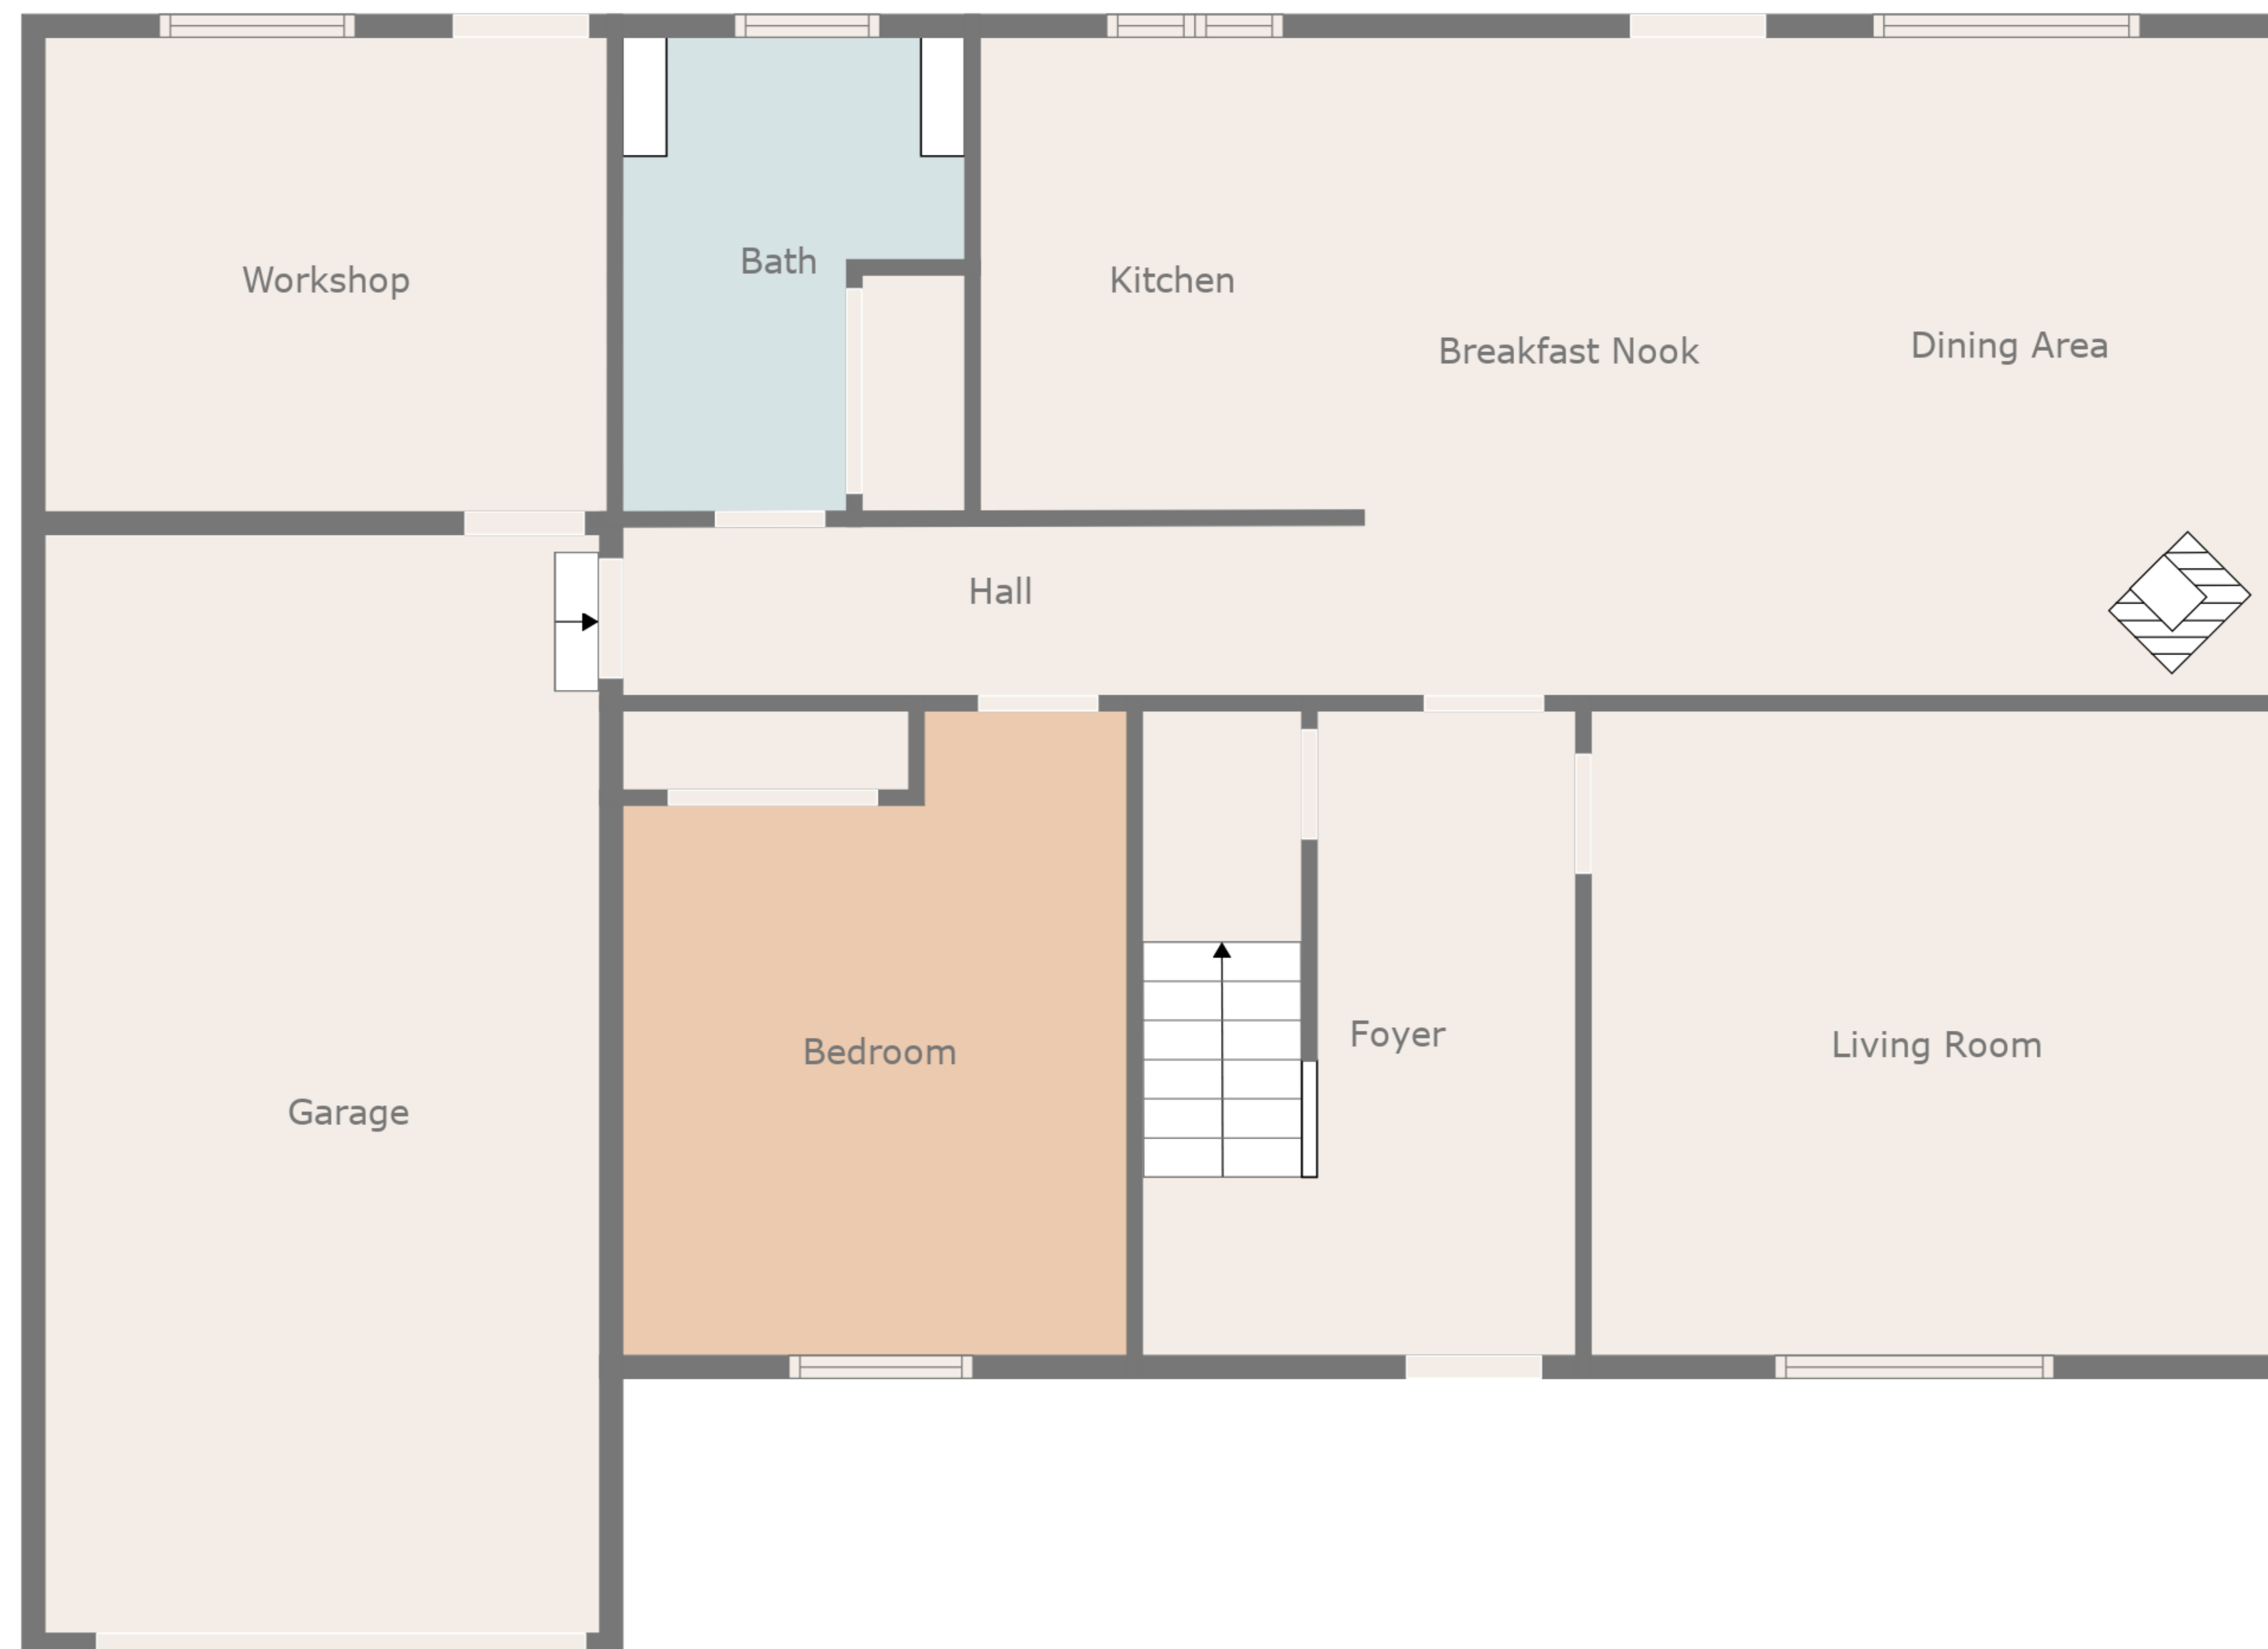 Workshop
Bath
Kitchen
Breakfast Nook
Dining Area
Hall
Garage
Bedroom
Foyer
Living Room